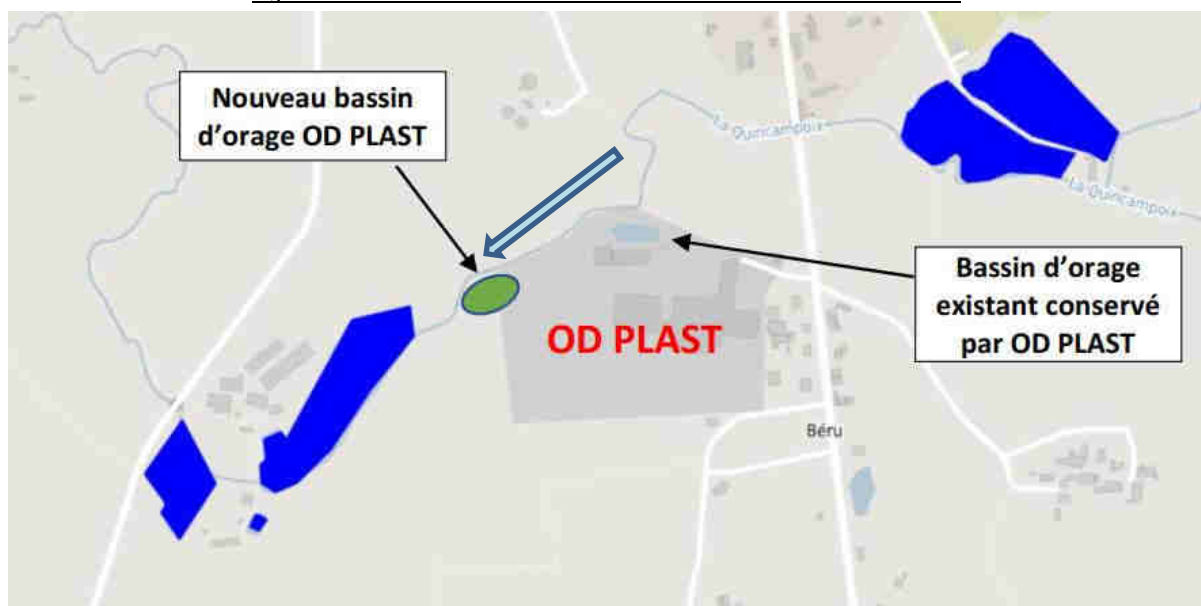 Nouveau bassin
d'orage OD PLAST
La Quincampoix
La Quincampoix
Bassin d'orage
existant conservé
par OD PLAST
OD PLAST
Béru